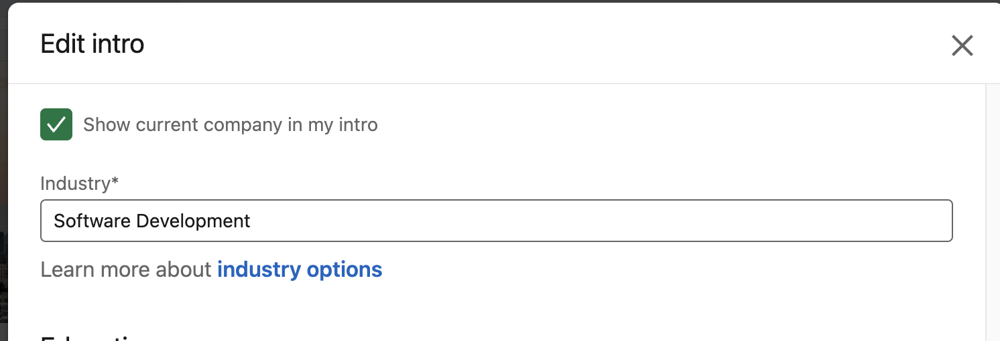 Edit intro
Show current company in my intro
Industry*
Software Development
Learn more about industry options